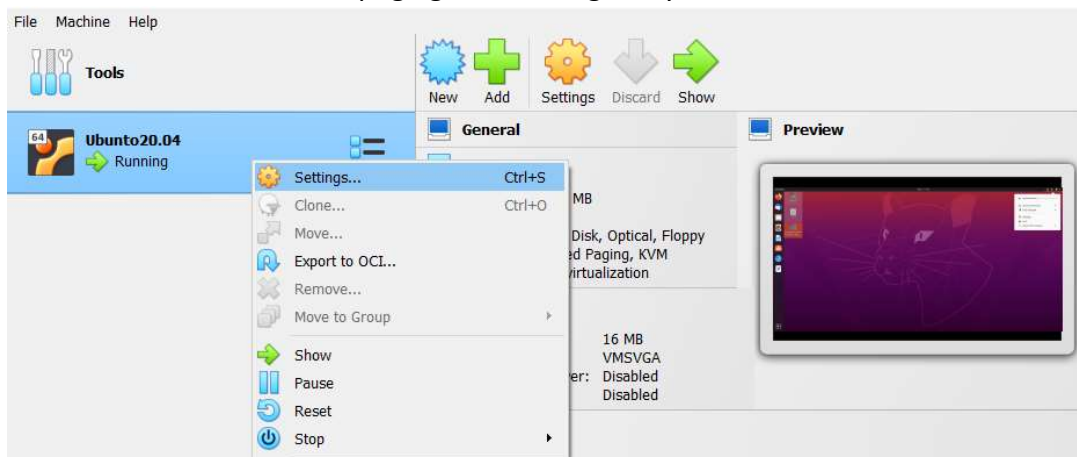 File Machine Help
Tools
New Add Settings Discard Show
64
Ubunto20.04
Running
General
Preview
Settings... Ctrl+S
Clone... Ctrl+O
Move...
Export to OCI...
Remove...
Move to Group
Show
Pause
Reset
Stop
MB
Disk, Optical, Floppy
ed Paging, KVM
virtualization
16 MB
VMSVGA
er: Disabled
Disabled